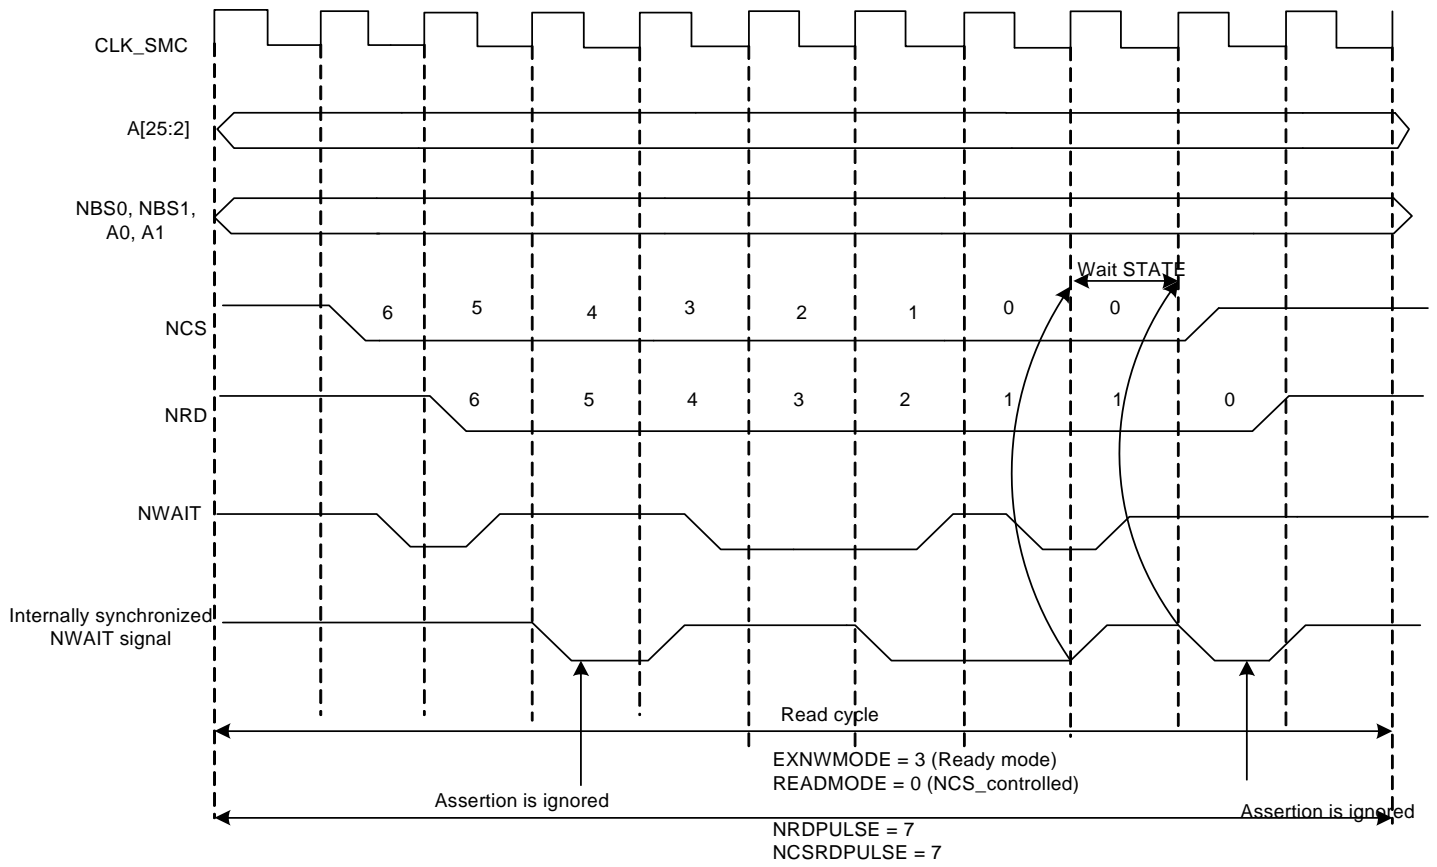 CLK_SMC
A[25:2]
NBS0, NBS1,
A0, A1
Wait STATE
NCS
6 5 4 3 2 1 0 0
NRD
6 5 4 3 2 1 1 0
NWAIT
Internally synchronized
NWAIT signal
Read cycle
EXNWMODE = 3 (Ready mode)
READMODE = 0 (NCS_controlled)
Assertion is ignored
Assertion is ignored
NRDPULSE = 7
NCSRDPULSE = 7